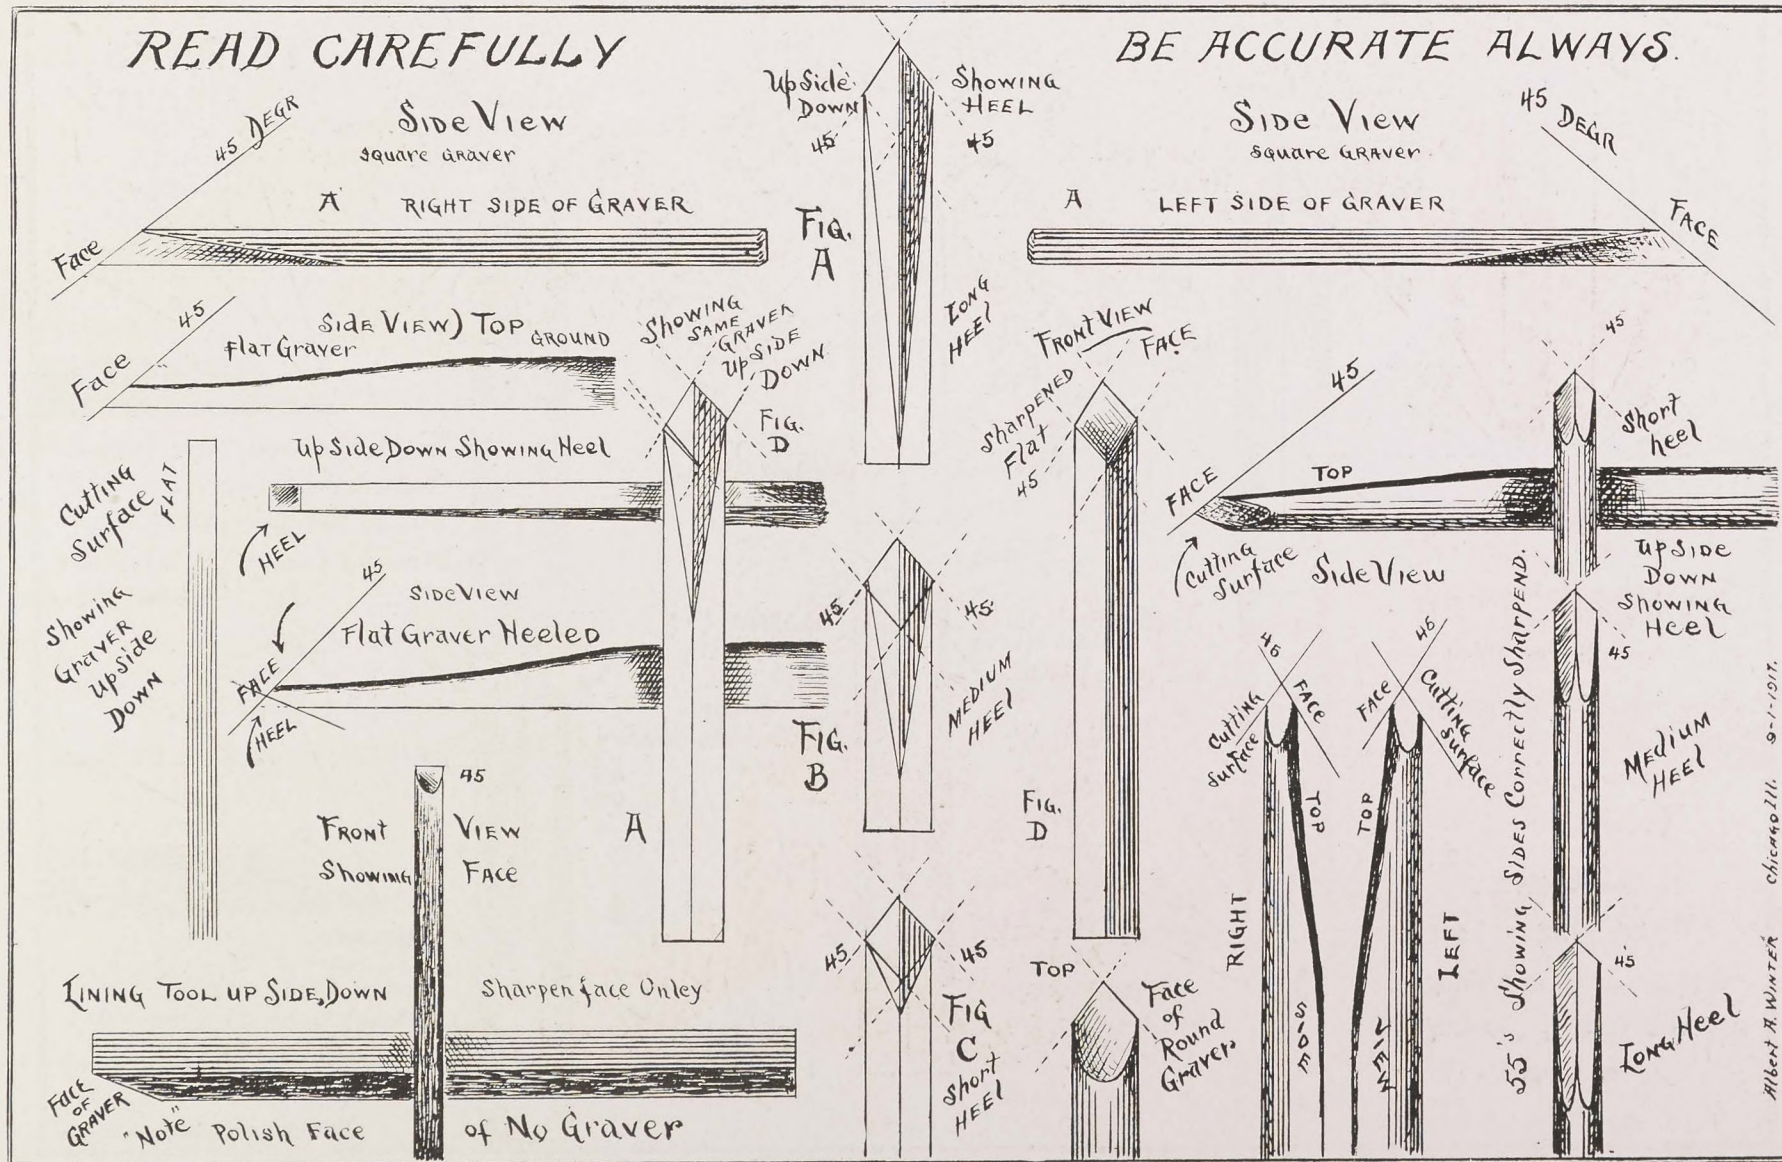 READ CAREFULLY
BE ACCURATE ALWAYS.
45 DEGR
Side View
Square Graver
A RIGHT SIDE OF GRAVER
Face
Up Side
Down
45
Showing
Heel
45
Fig.
A
Long
Heel
Side View
Square Graver.
A LEFT SIDE OF GRAVER
45 DEGR
Face
45
Side View) Top
Flat Graver
Ground
Face
Showing
Same
Graver
Up Side
Down
Fig.
D
Up Side Down Showing Heel
Heel
Cutting
Surface
Flat
Showing
Graver
Up Side
Down
45
Side View
Flat Graver Heeled
Face
Heel
A
45
Front View
Showing Face
Lining Tool Up Side Down
Sharpen face Onley
Face
of
Graver
"Note" Polish Face of No Graver
45
45
Medium
Heel
Fig.
B
45
45
Fig
C
Short
Heel
Front View
Face
Sharpened
Flat
45
Fig.
D
Top
Face
of
Round
Graver
45
Face
Top
Cutting
Surface
Side View
45
Short
heel
Up Side
Down
Showing
Heel
45
Medium
Heel
45
Long Heel
45
Cutting
Surface
Face
Top
Right
Side
45
Face
Cutting
Surface
Top
Left
View
55's Showing Sides Correctly Sharpend.
Albert A. Winter Chicago Ill. 9-1-1917.